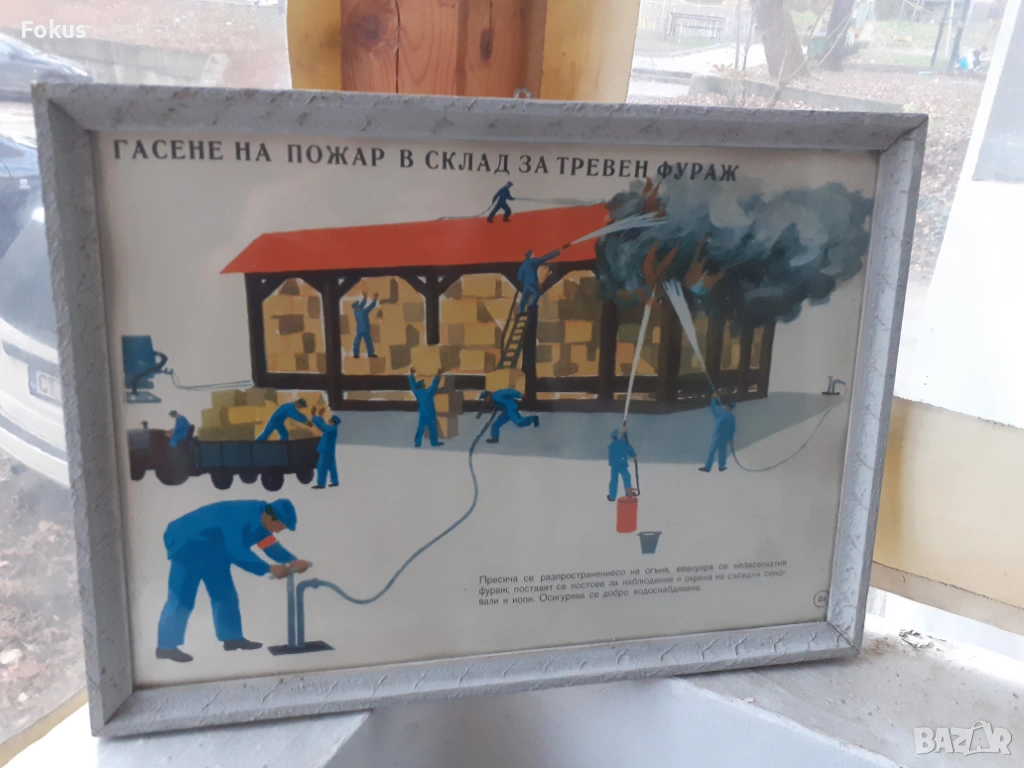 Fokus
ГАСЕНЕ НА ПОЖАР В СКЛАД ЗА ТРЕВЕН ФУРАЖ
СТ
Пресича се разпространението на огъня, евакуира се незасегнатия
фураж, поставят се постове за наблюдение и охрана на съседни сено-
вали и копи. Осигурява се добро водоснабдяване.
BAZAR